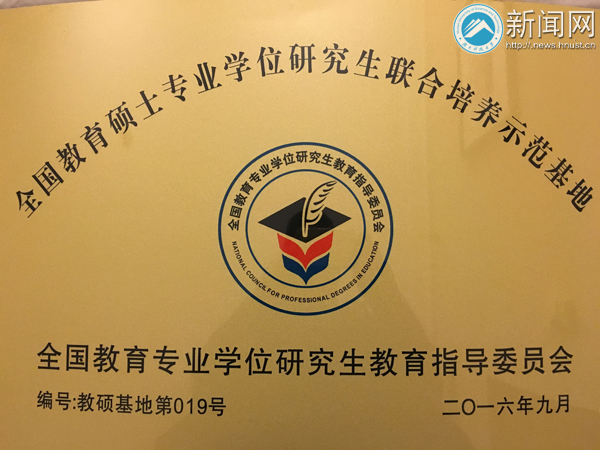 新闻网
http://news.hnust.cn
全国教育硕士专业学位研究生联合培养示范基地
全国教育专业学位研究生教育指导委员会
NATIONAL COUNCIL FOR PROFESSIONAL DEGREES IN EDUCATION
全国教育专业学位研究生教育指导委员会
编号:教硕基地第019号
二〇一六年九月